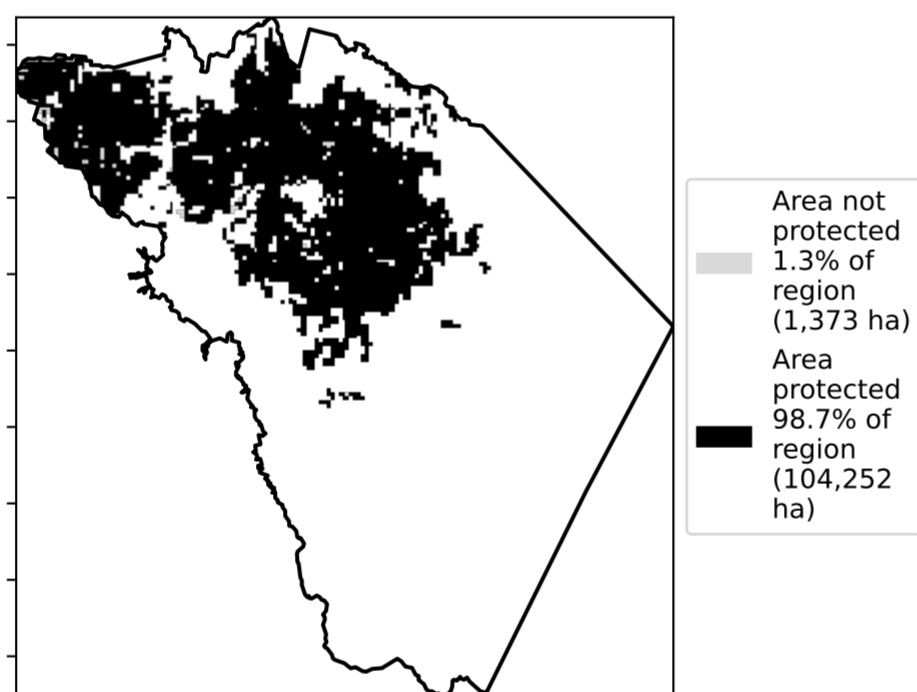 Area not
protected
1.3% of
region
(1,373 ha)
Area
protected
98.7% of
region
(104,252
ha)